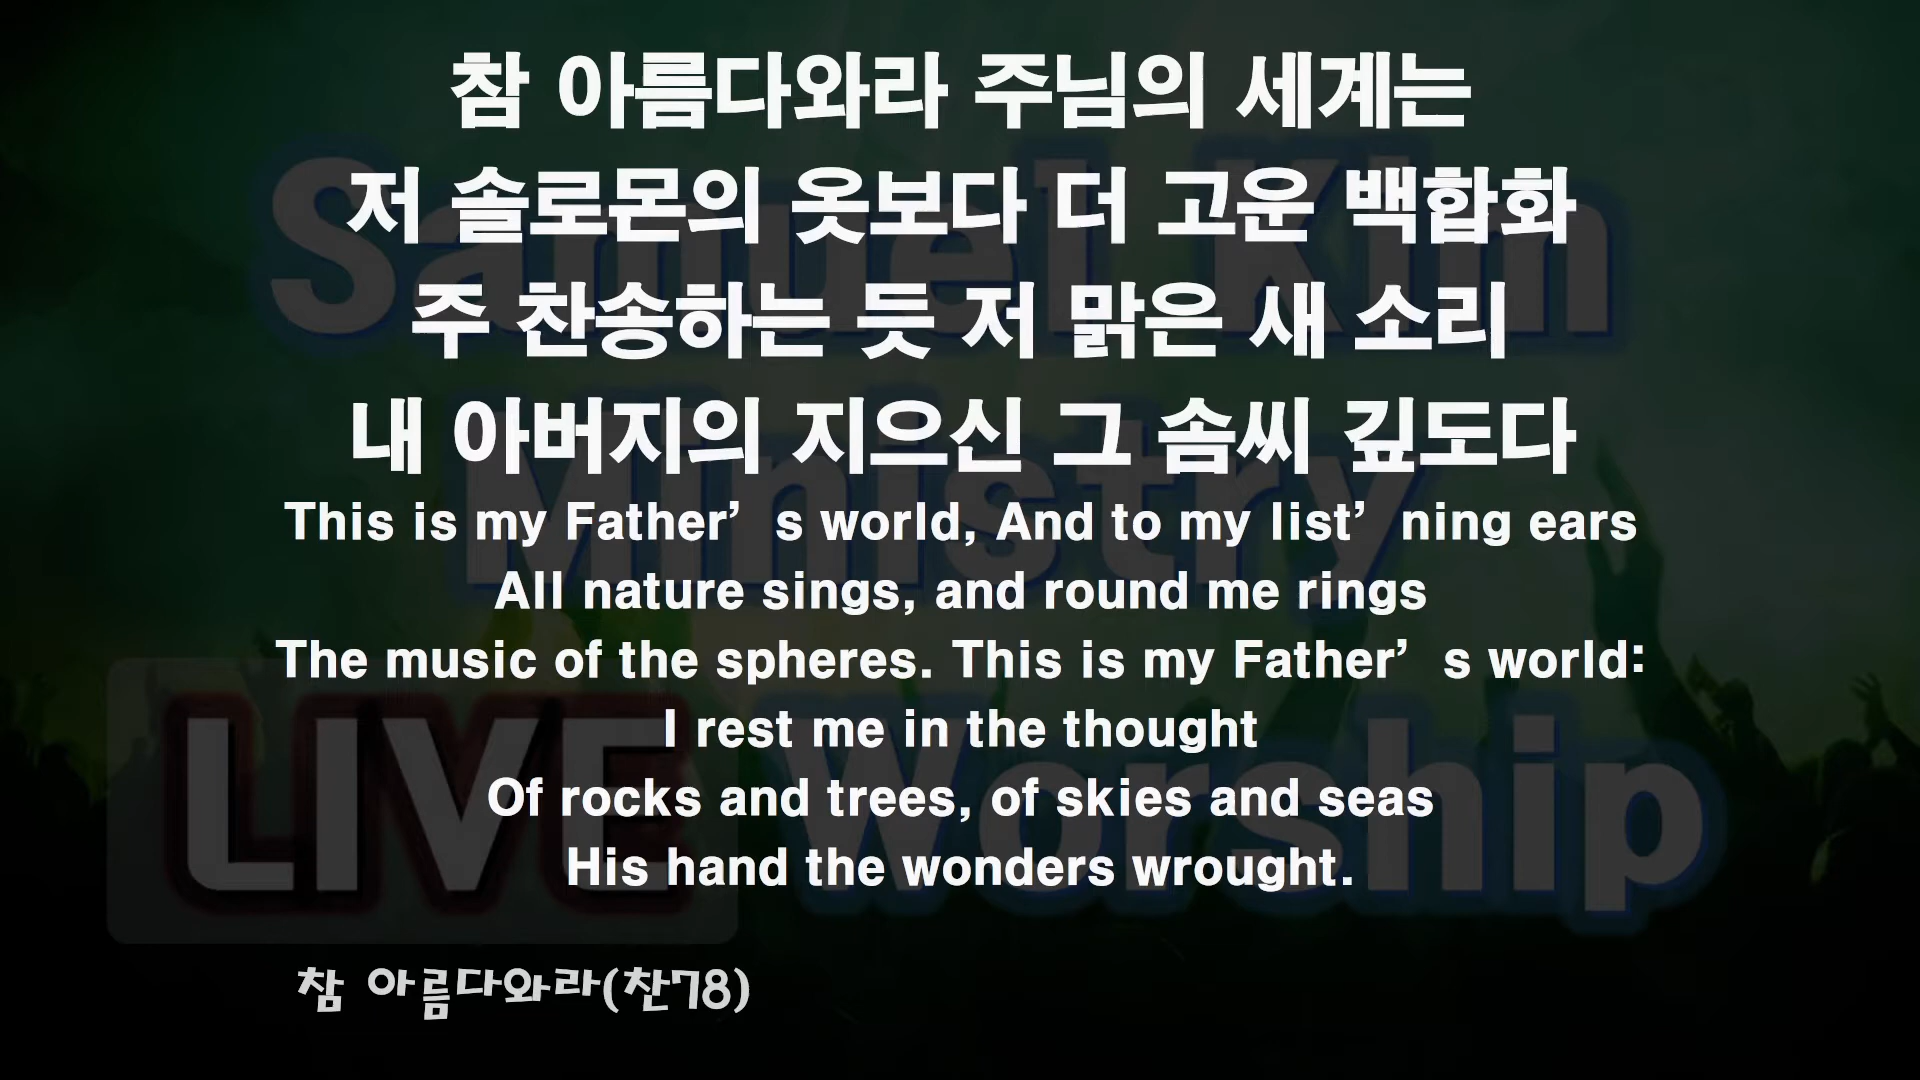 참 아름다와라 주님의 세계는
저 솔로몬의 옷보다 더 고운 백합화
주 찬송하는 듯 저 맑은 새 소리
내 아버지의 지으신 그 솜씨 깊도다
This is my Father’s world, And to my list’ning ears
All nature sings, and round me rings
The music of the spheres. This is my Father’s world:
I rest me in the thought
Of rocks and trees, of skies and seas
His hand the wonders wrought.
참 아름다와라(찬78)
Samuel Kim
Ministry
LIVE Worship